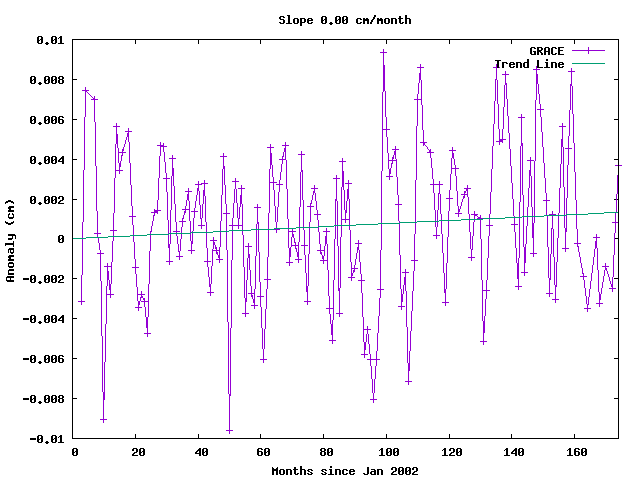 Slope 0.00 cm/month
0.01
0.008
0.006
0.004
0.002
0
-0.002
-0.004
-0.006
-0.008
-0.01
Anomaly (cm)
GRACE
Trend Line
0 20 40 60 80 100 120 140 160
Months since Jan 2002